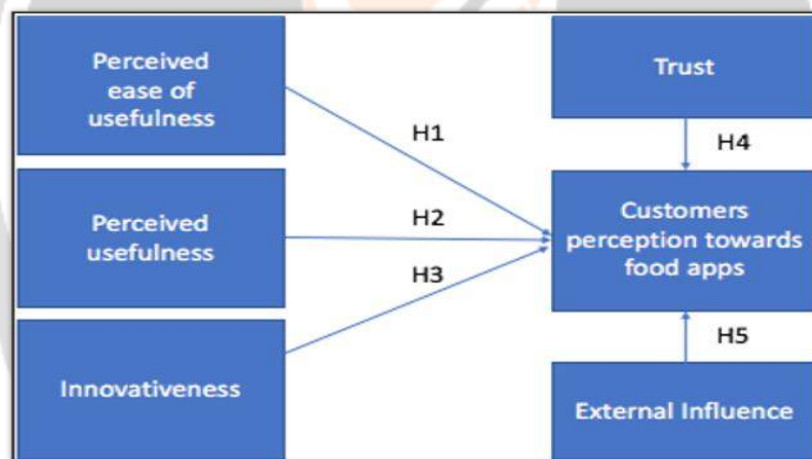 Perceived
ease of
usefulness
Trust
H1
H4
Perceived
usefulness
H2
Customers
perception towards
food apps
H3
H5
Innovativeness
External Influence